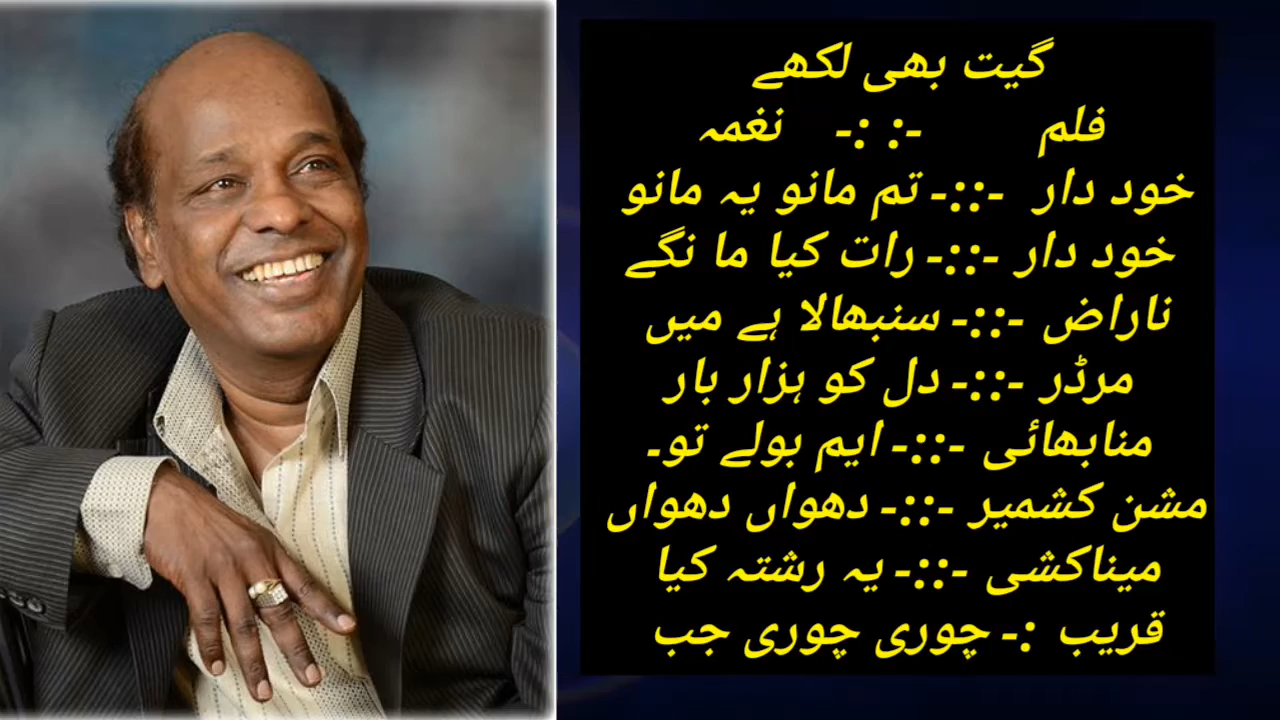 گیت بھی لکھے
فلم -: :- نغمہ
خود دار -::- تم مانو یہ مانو
خود دار -::- رات کیا ما نگے
ناراض -::- سنبھالا ہے میں
مرڈر -::- دل کو ہزار بار
منابھائی -::- ایم بولے تو-
مشن کشمیر -::- دھواں دھواں
میناکشی -::- یہ رشتہ کیا
قریب :- چوری چوری جب